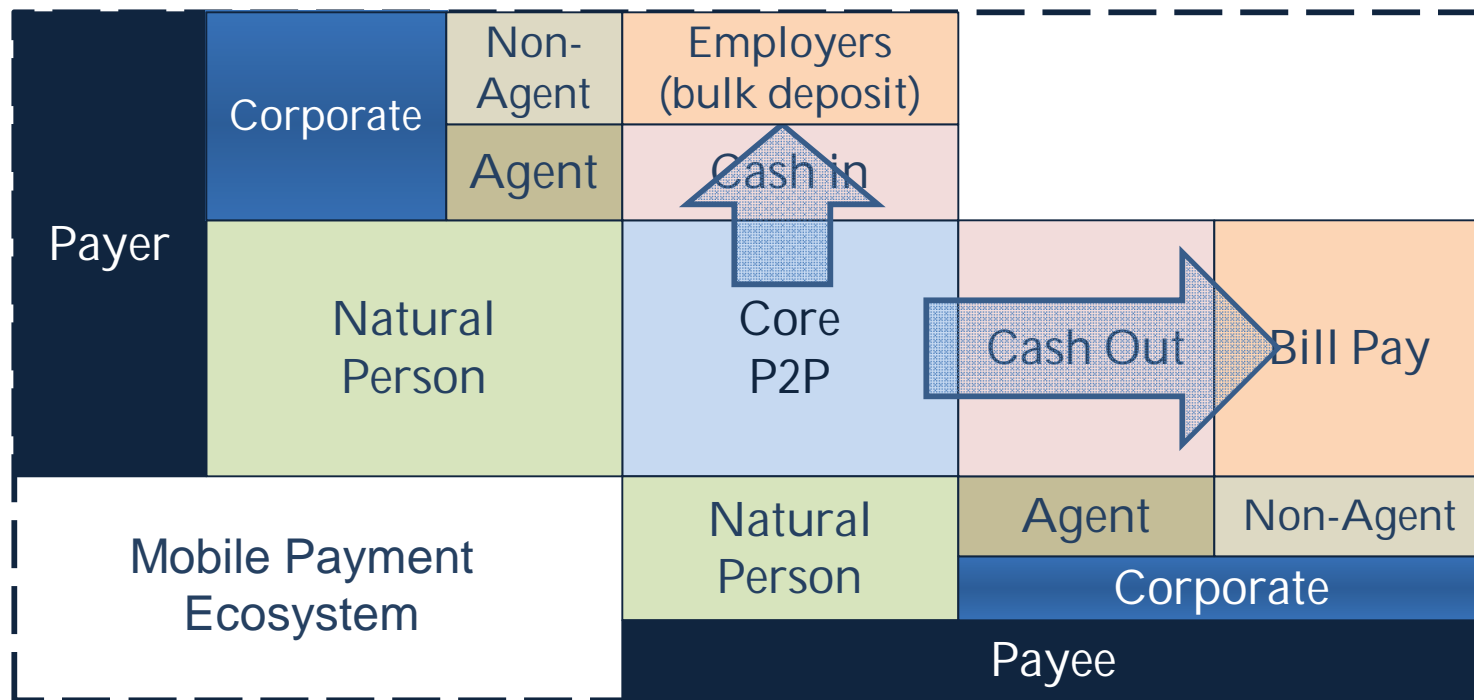 Non-
Agent
Employers
(bulk deposit)
Corporate
Agent
Cash in
Payer
Natural
Person
Core
P2P
Cash Out
Bill Pay
Mobile Payment
Ecosystem
Natural
Person
Agent
Non-Agent
Corporate
Payee